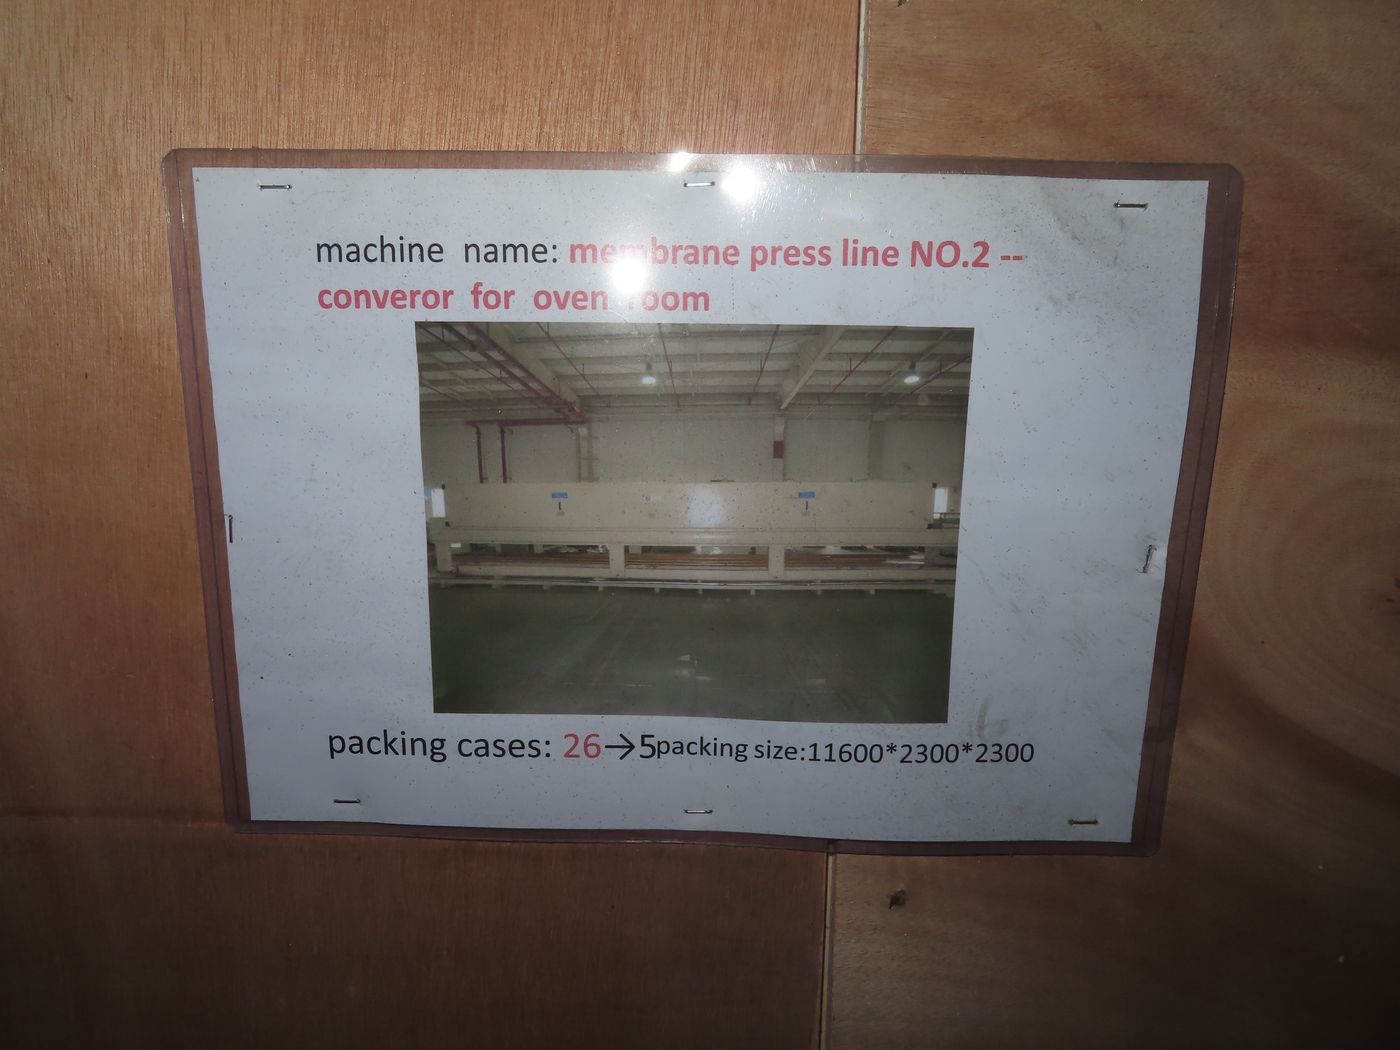 machine name: membrane press line NO.2 --
converor for oven room
packing cases: 26→5packing size:11600*2300*2300